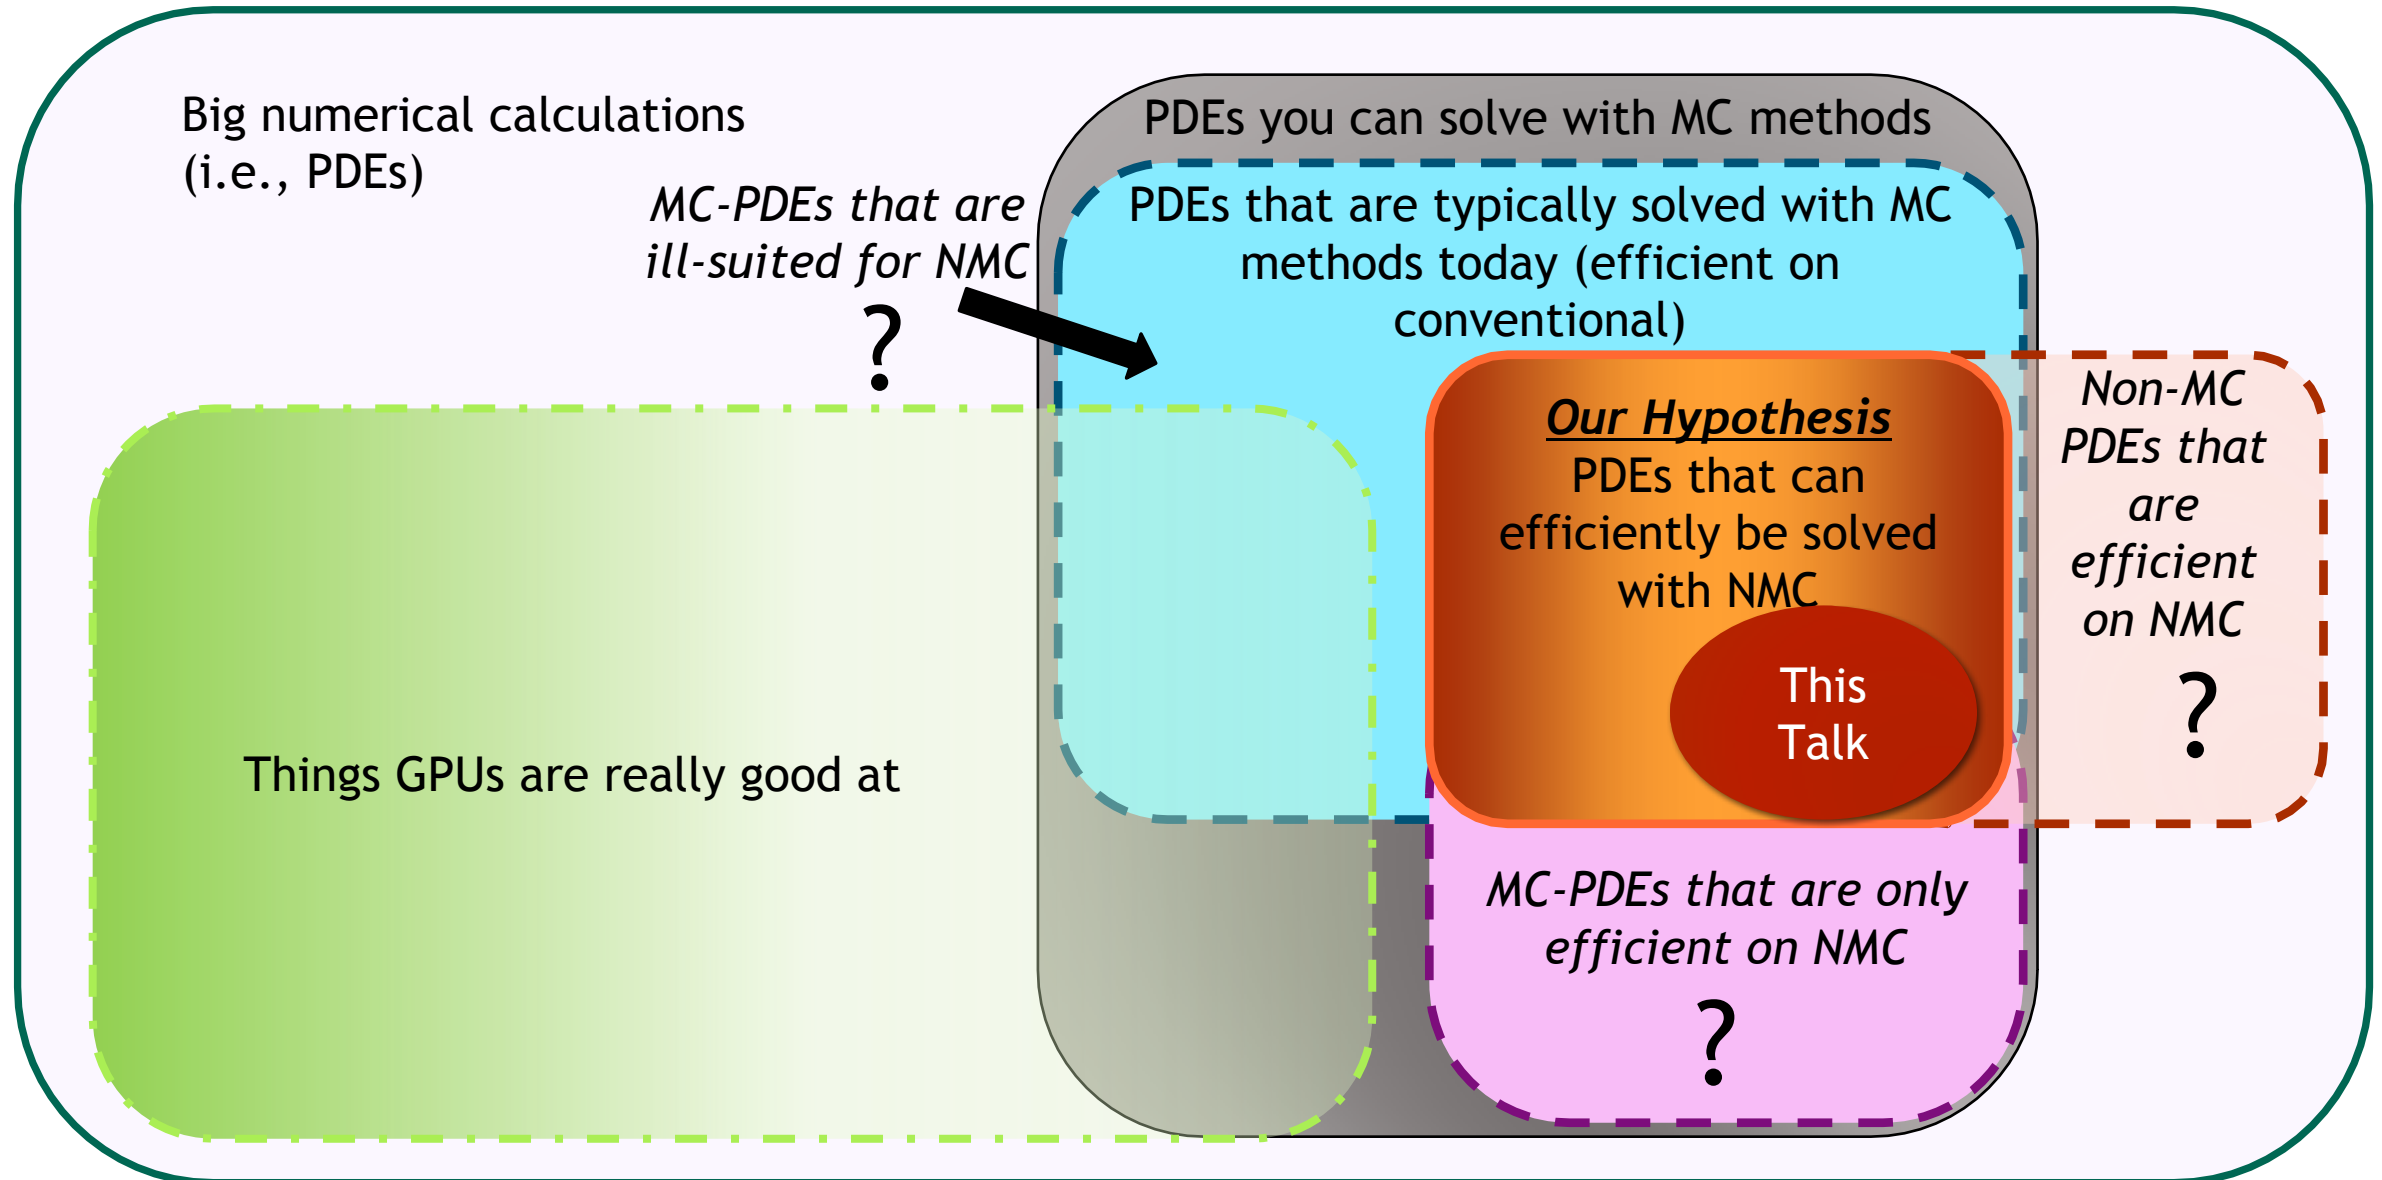 Big numerical calculations
(i.e., PDEs)
PDEs you can solve with MC methods
MC-PDEs that are
ill-suited for NMC
?
PDEs that are typically solved with MC
methods today (efficient on
conventional)
Our Hypothesis
PDEs that can
efficiently be solved
with NMC
This
Talk
Non-MC
PDEs that
are
efficient
on NMC
?
Things GPUs are really good at
MC-PDEs that are only
efficient on NMC
?